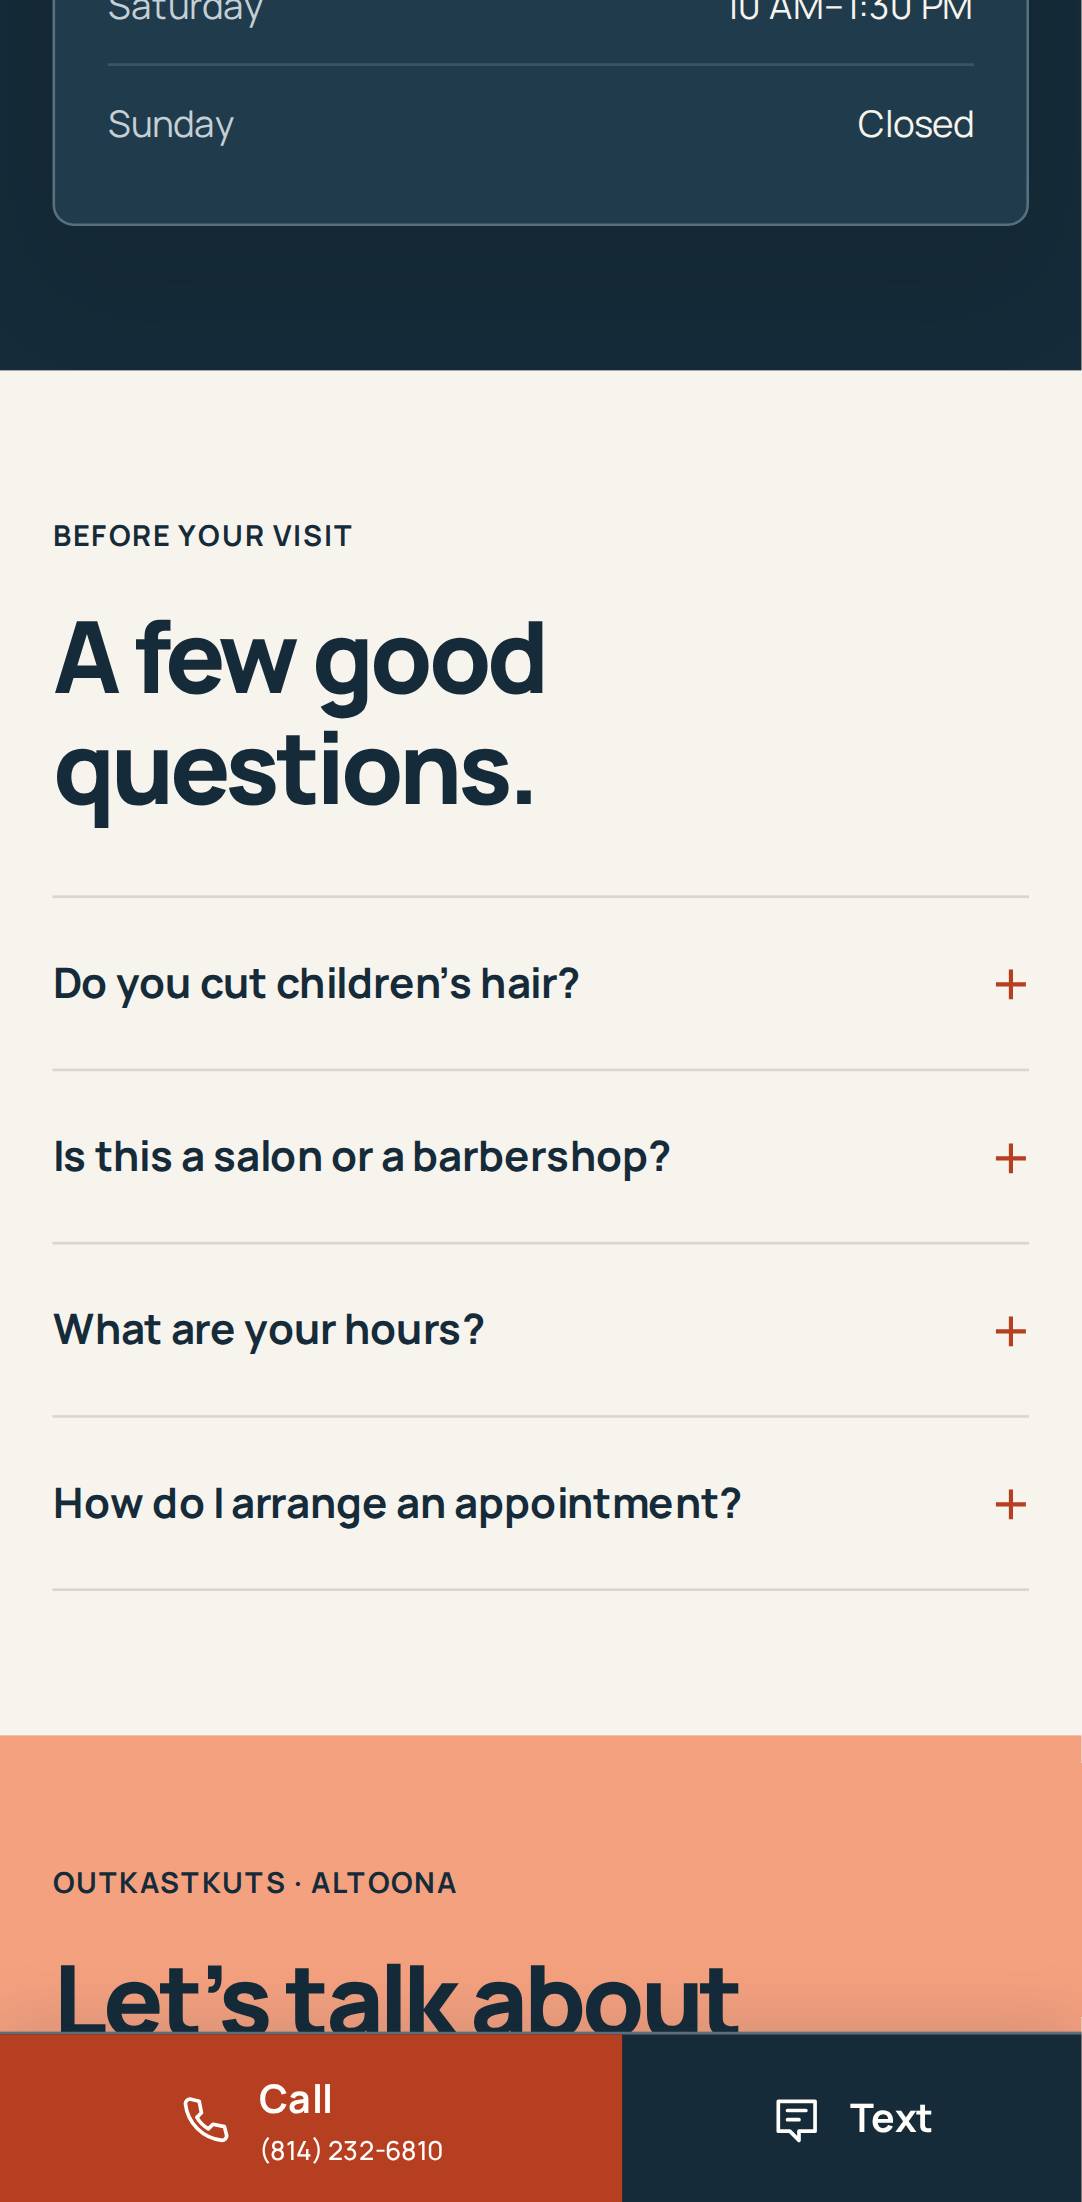 Saturday 10 AM–1:30 PM
Sunday Closed
BEFORE YOUR VISIT
A few good
questions.
Do you cut children’s hair? +
Is this a salon or a barbershop? +
What are your hours? +
How do I arrange an appointment? +
OUTKASTKUTS · ALTOONA
Let’s talk about
Call
(814) 232-6810
Text